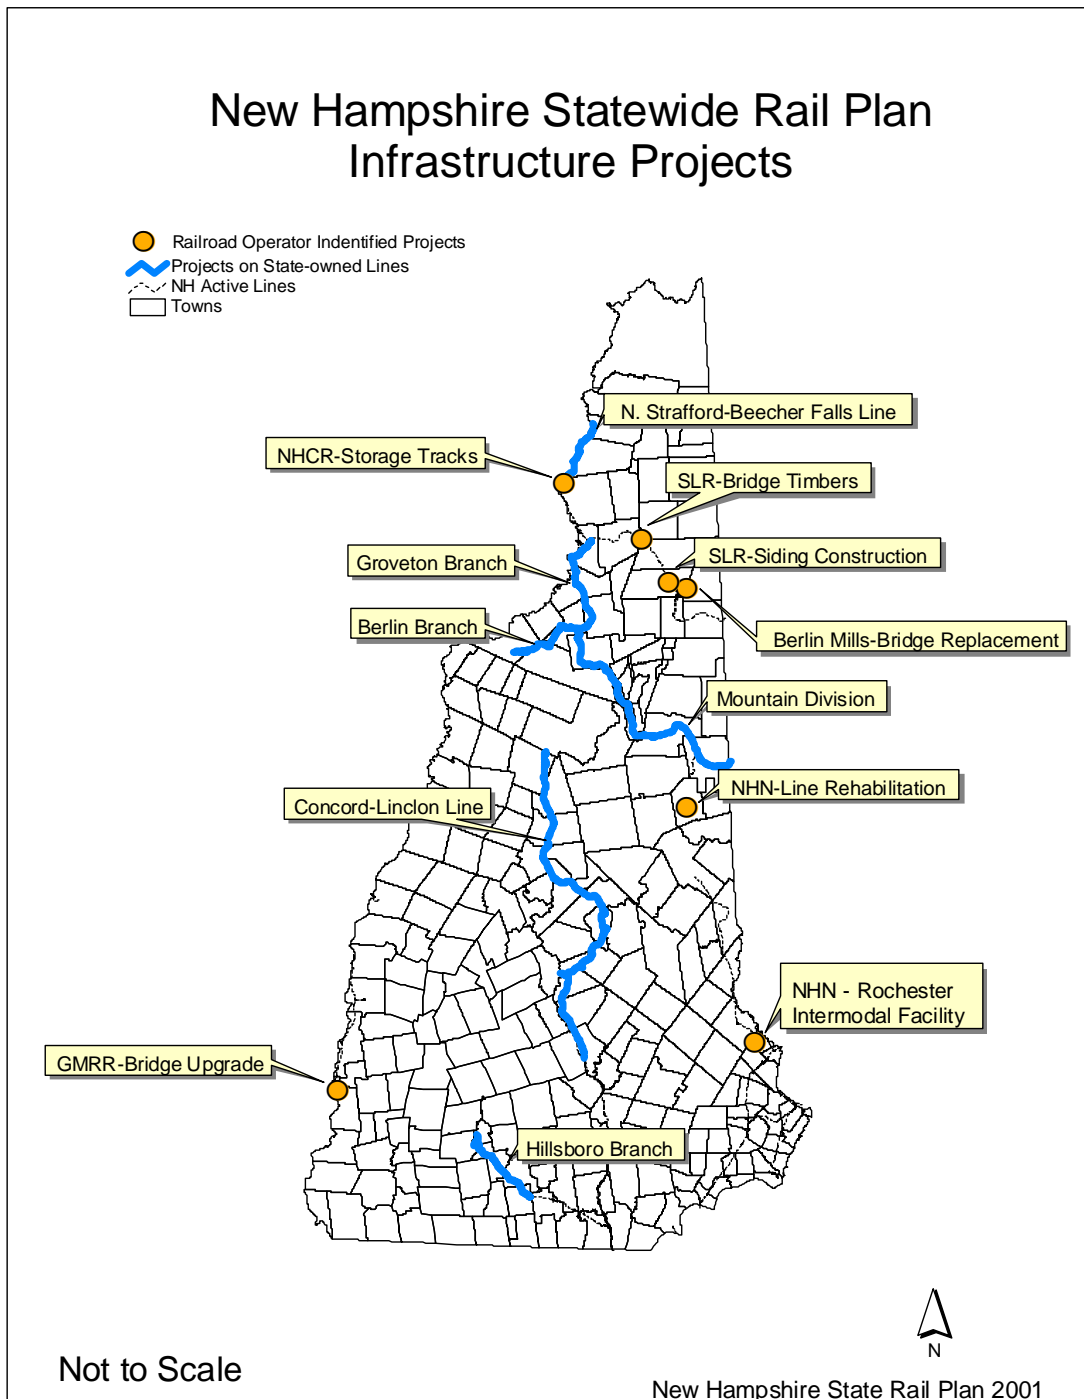 New Hampshire Statewide Rail Plan
Infrastructure Projects
Railroad Operator Indentified Projects
Projects on State-owned Lines
NH Active Lines
Towns
N. Strafford-Beecher Falls Line
NHCR-Storage Tracks
SLR-Bridge Timbers
SLR-Siding Construction
Groveton Branch
Berlin Branch
Berlin Mills-Bridge Replacement
Mountain Division
NHN-Line Rehabilitation
Concord-Linclon Line
NHN - Rochester
Intermodal Facility
GMRR-Bridge Upgrade
Hillsboro Branch
N
Not to Scale
New Hampshire State Rail Plan 2001